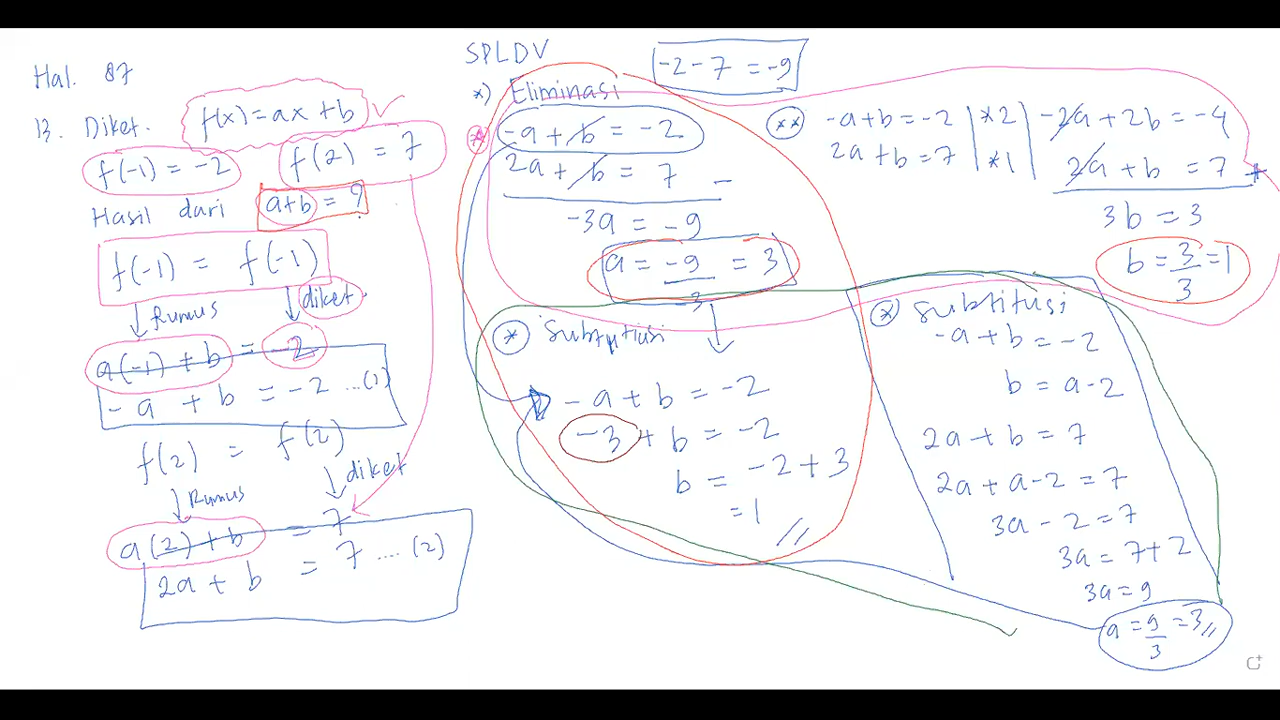 Hal. 87
13. Diket. f(x) = ax + b ✓
f(-1) = -2 f(2) = 7
Hasil dari a+b = ?
f(-1) = f(-1)
↓ Rumus ↓ diket
a(-1) + b = -2
-a + b = -2 ...(1)
f(2) = f(2)
↓ Rumus ↓ diket
a(2) + b = 7
2a + b = 7 .... (2)
SPLDV
-2 - 7 = -9
*) Eliminasi
* -a + b = -2
2a + b = 7 -
-3a = -9
a = -9/-3 = 3
* Substitusi
-a + b = -2
-3 + b = -2
b = -2 + 3
= 1 //
** -a + b = -2 | *2 | -2a + 2b = -4
2a + b = 7 | *1 | 2a + b = 7 +
3b = 3
b = 3/3 = 1
* Substitusi
-a + b = -2
b = a - 2
2a + b = 7
2a + a - 2 = 7
3a - 2 = 7
3a = 7 + 2
3a = 9
a = 9/3 = 3 //